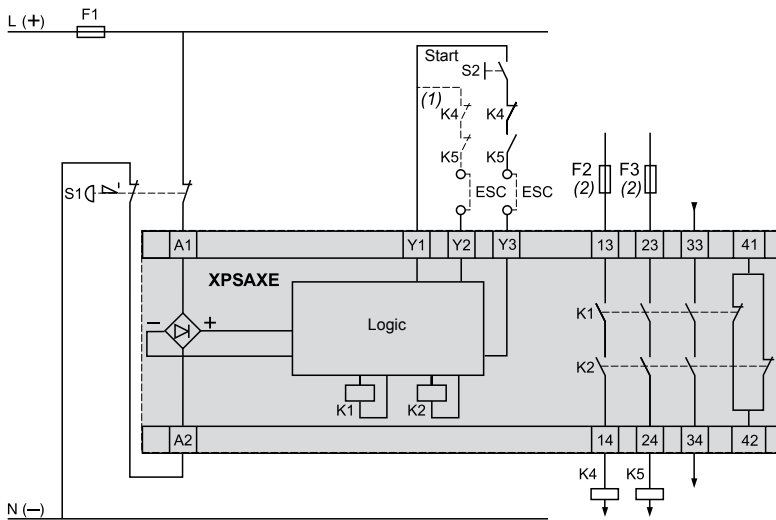 L (+)
F1
Start
S2
(1)
K4
K4
K5
K5
F2
(2)
F3
(2)
S1
ESC
ESC
A1
Y1
Y2
Y3
13
23
33
41
XPSAXE
–
+
Logic
K1
K2
K1
K2
A2
14
24
34
42
K4
K5
N (–)